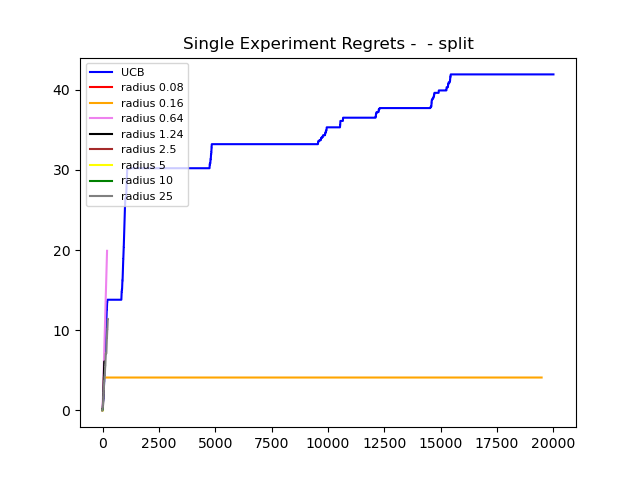 Single Experiment Regrets -  - split
UCB
radius 0.08
radius 0.16
radius 0.64
radius 1.24
radius 2.5
radius 5
radius 10
radius 25
40
30
20
10
0
0 2500 5000 7500 10000 12500 15000 17500 20000